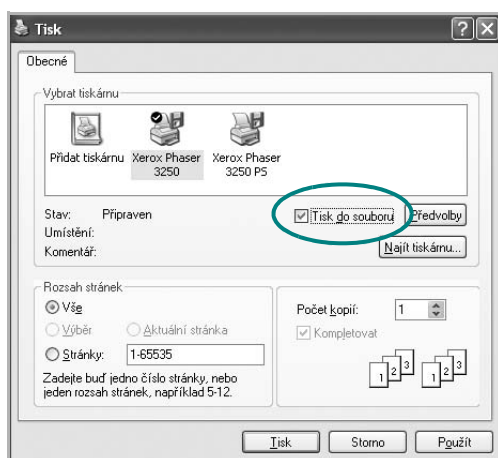 Tisk
Obecné
Vybrat tiskárnu
Přidat tiskárnu Xerox Phaser 3250 Xerox Phaser 3250 PS
Stav: Připraven
Tisk do souboru Předvolby
Umístění:
Komentář:
Najít tiskárnu...
Rozsah stránek
Vše
Výběr Aktuální stránka
Stránky: 1-65535
Zadejte buď jedno číslo stránky, nebo
jeden rozsah stránek, například 5-12.
Počet kopií: 1
Kompletovat
1 2 3 1 2 3
Tisk Storno Použít